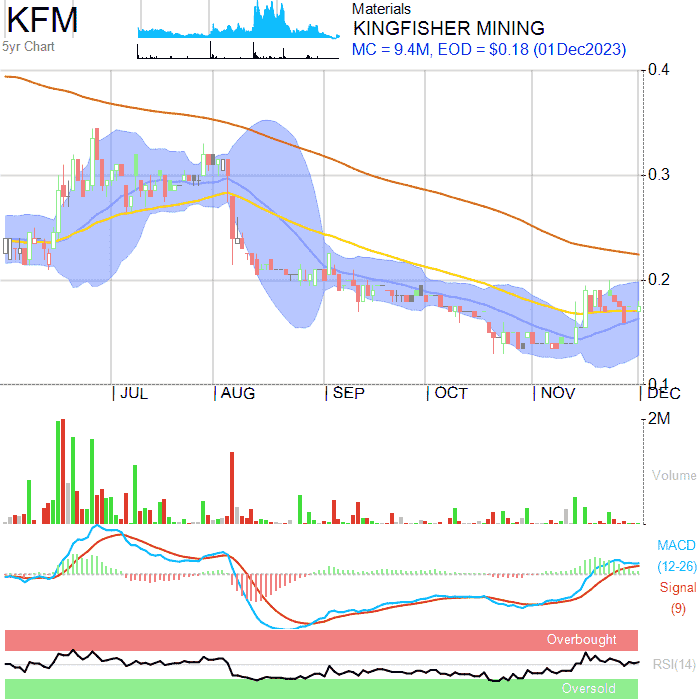 KFM
5yr Chart
Materials
KINGFISHER MINING
MC = 9.4M, EOD = $0.18 (01Dec2023)
0.4
0.3
0.2
0.1
JUL AUG SEP OCT NOV DEC
2M
Volume
MACD
(12-26)
Signal
(9)
Overbought
RSI(14)
Oversold